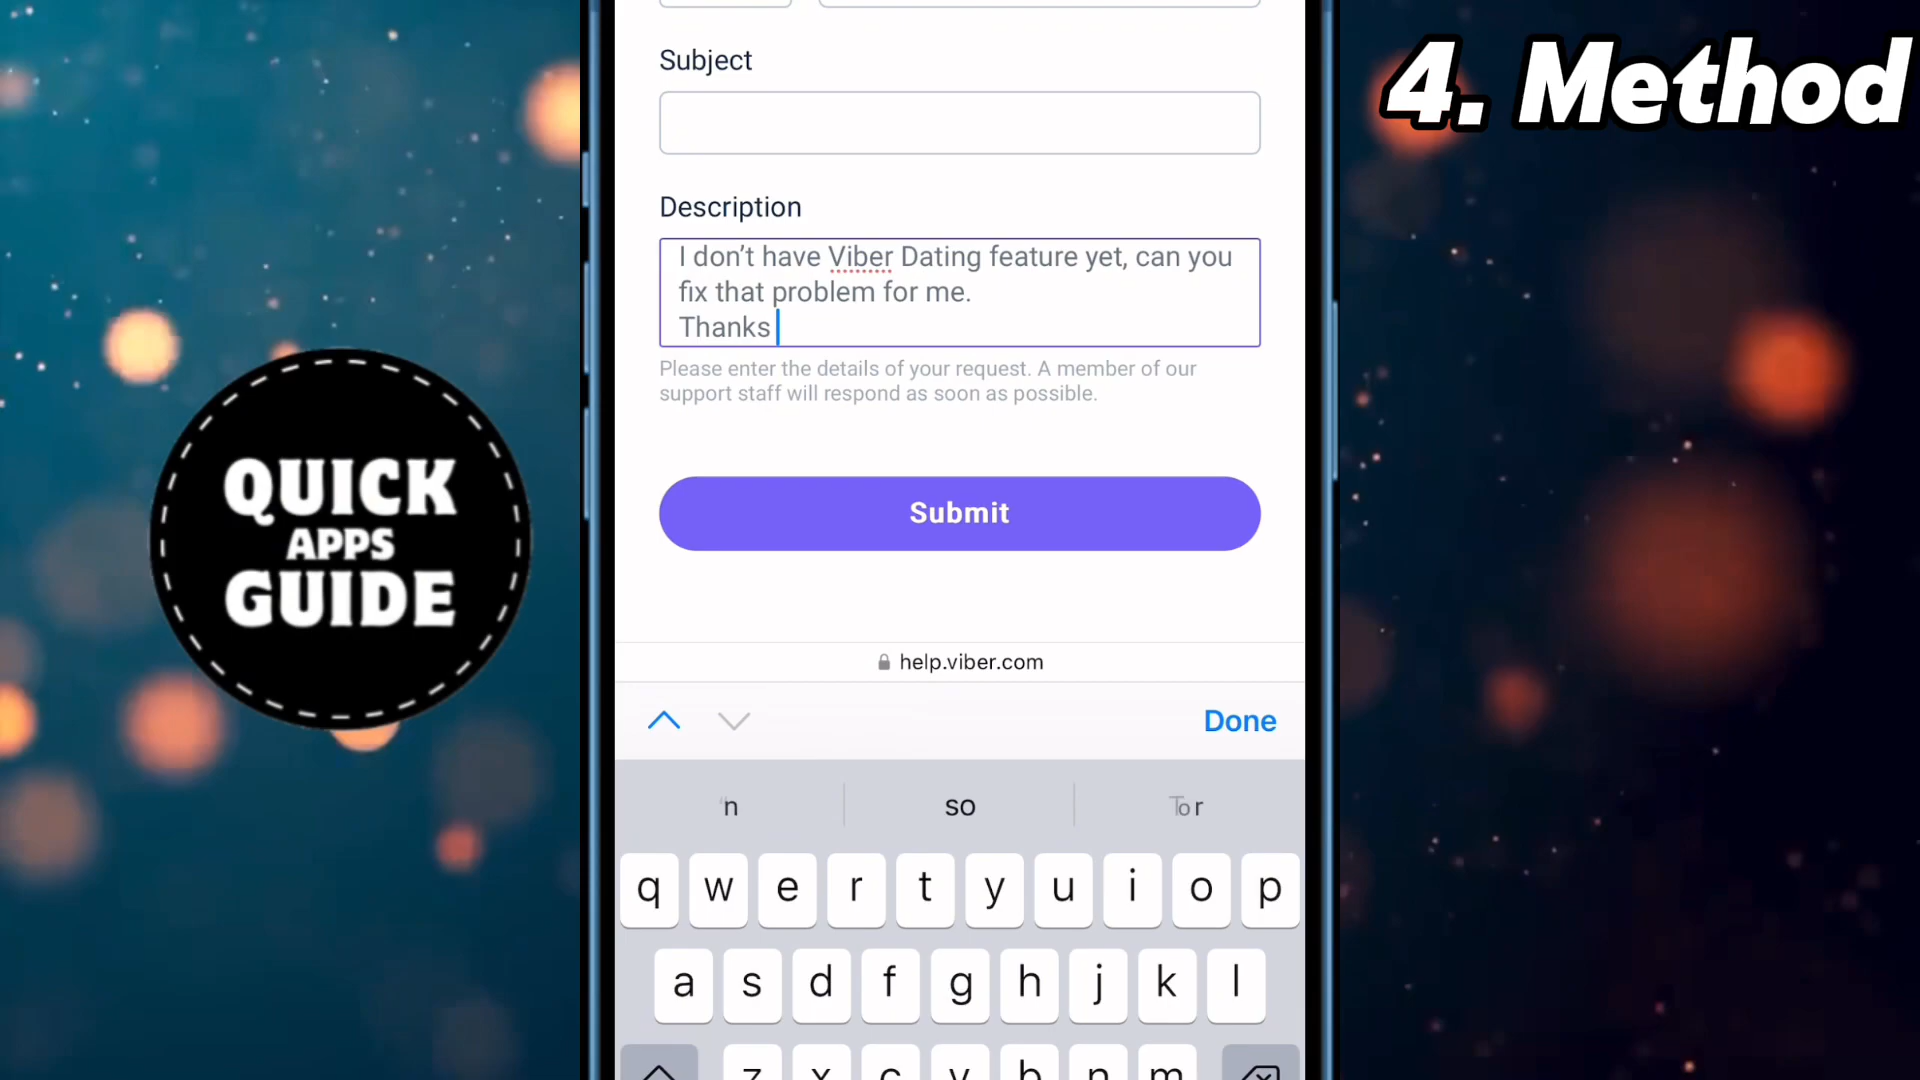 4. Method
Subject
Description
I don’t have Viber Dating feature yet, can you
fix that problem for me.
Thanks
Please enter the details of your request. A member of our
support staff will respond as soon as possible.
Submit
QUICK
APPS
GUIDE
help.viber.com
Done
so
q w e r t y u i o p
a s d f g h j k l
z x c v b n m